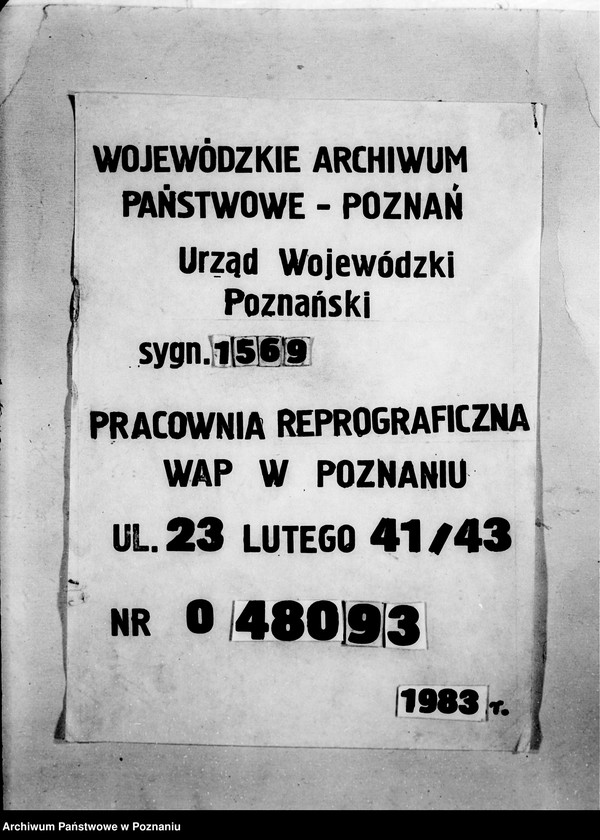 WOJEWÓDZKIE ARCHIWUM
PAŃSTWOWE - POZNAŃ
Urząd Wojewódzki
Poznański
sygn. 1569
PRACOWNIA REPROGRAFICZNA
WAP W POZNANIU
UL. 23 LUTEGO 41/43
NR 0 48093
1983 r.
Archiwum Państwowe w Poznaniu